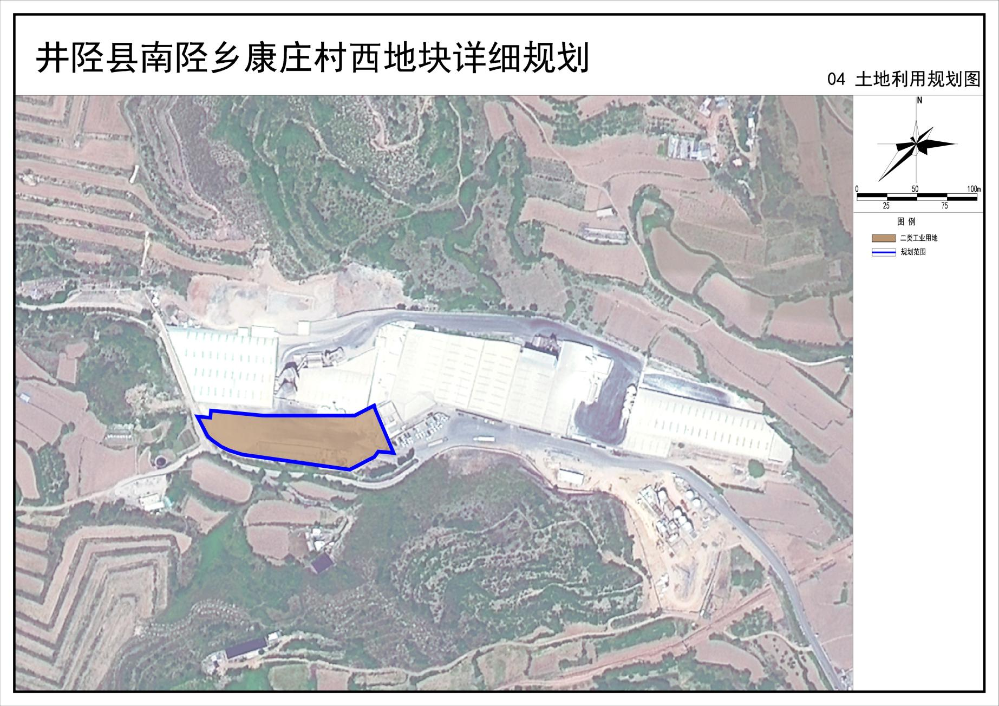 井陉县南陉乡康庄村西地块详细规划
04 土地利用规划图
N
0 50 100m
25 75
图 例
二类工业用地
规划范围